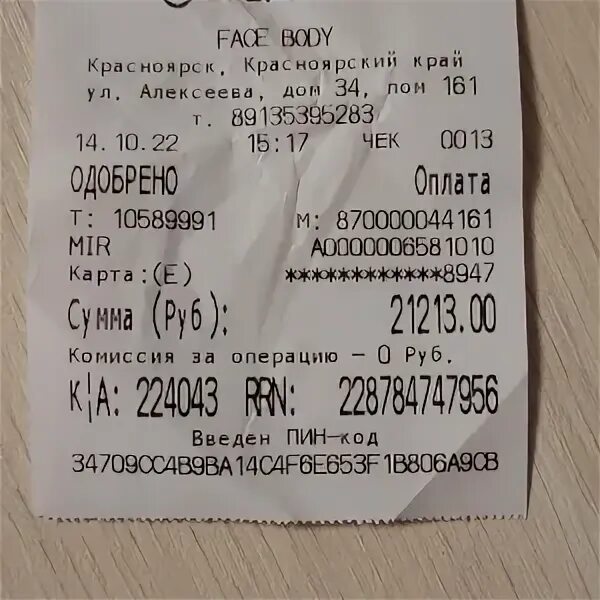 FACE BODY
Красноярск, Красноярский край
ул. Алексеева, дом 34, пом 161
т. 89135395283
14.10.22 15:17 ЧЕК 0013
ОДОБРЕНО Оплата
Т: 10589991 М: 870000044161
MIR A0000006581010
Карта:(E) ************8947
Сумма (Руб): 21213.00
Комиссия за операцию – 0 Руб.
К/А: 224043 RRN: 228784747956
Введен ПИН-код
34709CC4B9BA14C4F6E653F1B806A9CB